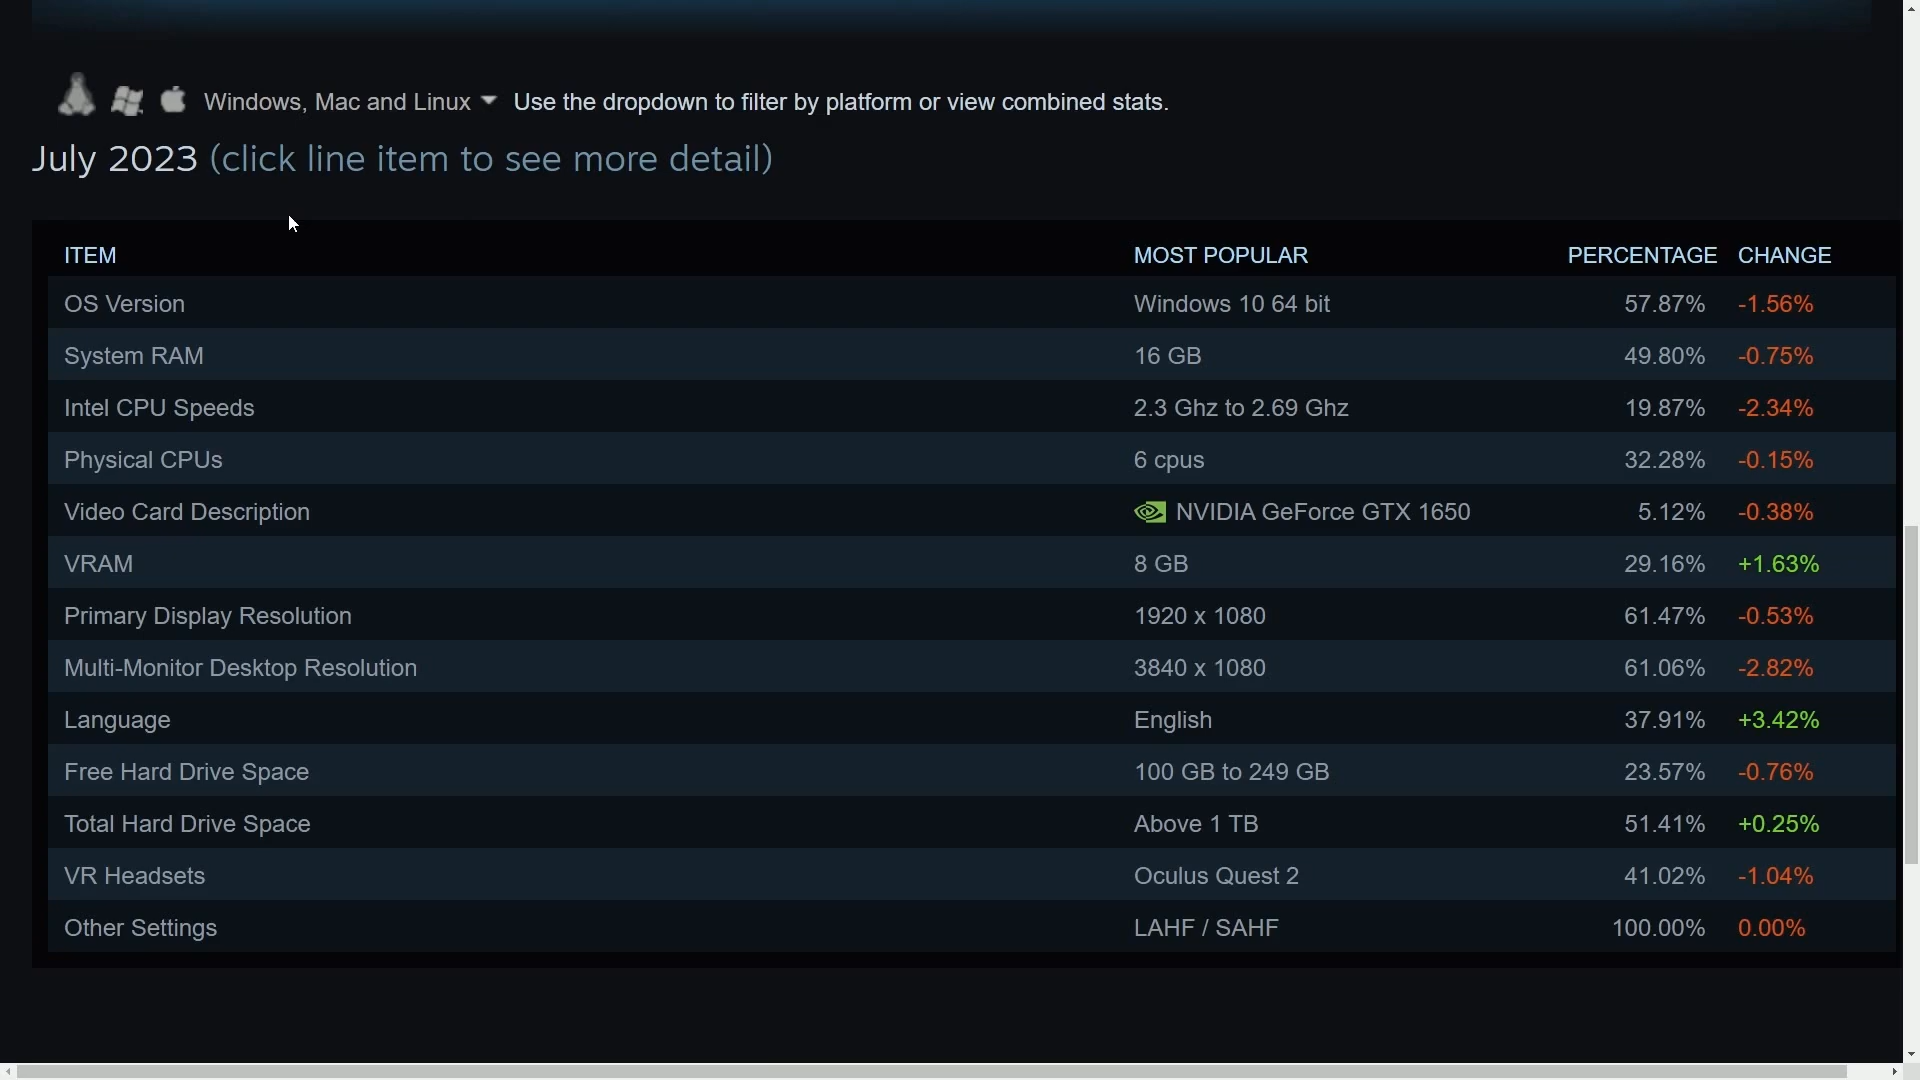 Windows, Mac and Linux Use the dropdown to filter by platform or view combined stats.
July 2023 (click line item to see more detail)
ITEM MOST POPULAR PERCENTAGE CHANGE
OS Version Windows 10 64 bit 57.87% -1.56%
System RAM 16 GB 49.80% -0.75%
Intel CPU Speeds 2.3 Ghz to 2.69 Ghz 19.87% -2.34%
Physical CPUs 6 cpus 32.28% -0.15%
Video Card Description NVIDIA GeForce GTX 1650 5.12% -0.38%
VRAM 8 GB 29.16% +1.63%
Primary Display Resolution 1920 x 1080 61.47% -0.53%
Multi-Monitor Desktop Resolution 3840 x 1080 61.06% -2.82%
Language English 37.91% +3.42%
Free Hard Drive Space 100 GB to 249 GB 23.57% -0.76%
Total Hard Drive Space Above 1 TB 51.41% +0.25%
VR Headsets Oculus Quest 2 41.02% -1.04%
Other Settings LAHF / SAHF 100.00% 0.00%